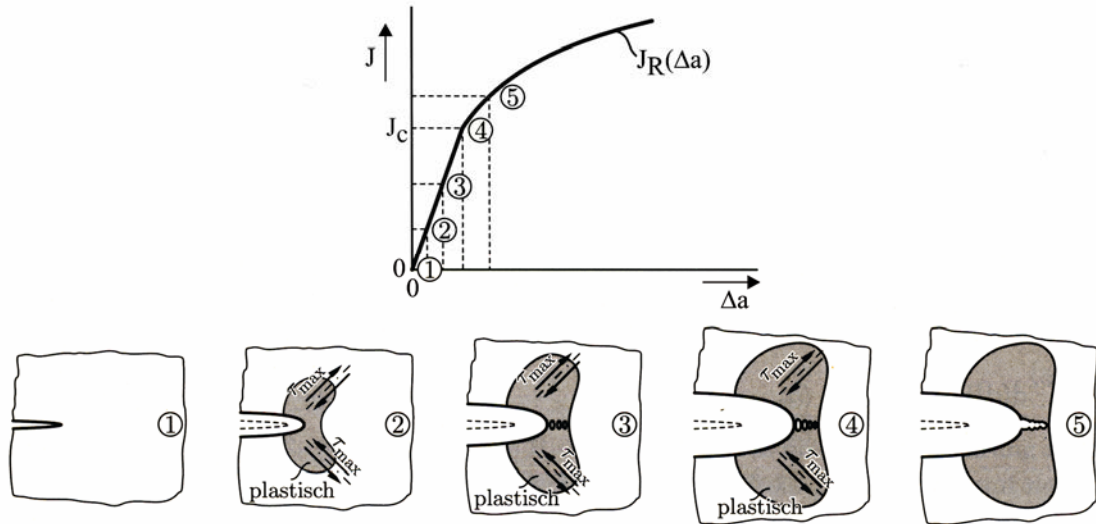 J
J_R(Δa)
⑤
J_c
④
③
②
0
①
0
Δa
①
τ_max
τ_max
plastisch
②
τ_max
τ_max
plastisch
③
τ_max
τ_max
plastisch
④
⑤